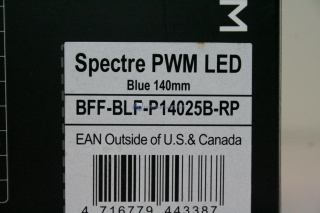 M
Spectre PWM LED
Blue 140mm
BFF-BLF-P14025B-RP
EAN Outside of U.S.& Canada
4 716779 443387